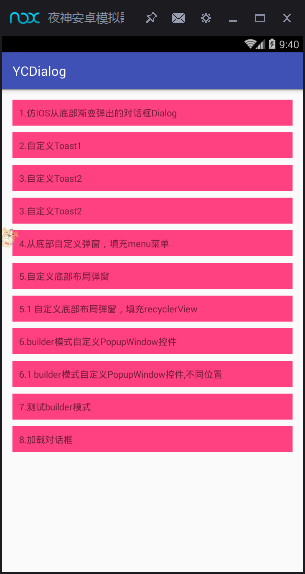 nox 夜神安卓模拟器
9:40
YCDialog
1.仿IOS从底部渐变弹出的对话框Dialog
2.自定义Toast1
3.自定义Toast2
3.自定义Toast2
4.从底部自定义弹窗，填充menu菜单
5.自定义底部布局弹窗
5.1 自定义底部布局弹窗，填充recyclerView
6.builder模式自定义PopupWindow控件
6.1 builder模式自定义PopupWindow控件,不同位置
7.测试builder模式
8.加载对话框